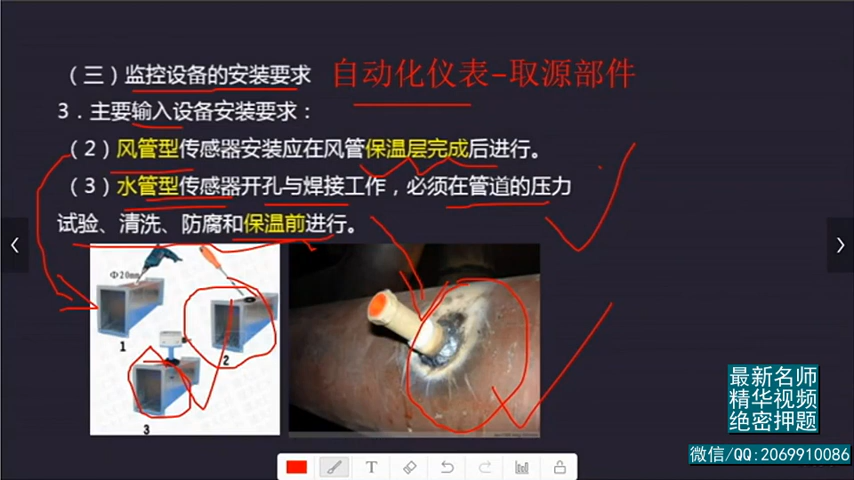 (三)监控设备的安装要求 自动化仪表-取源部件
3．主要输入设备安装要求：
(2)风管型传感器安装应在风管保温层完成后进行。
(3)水管型传感器开孔与焊接工作，必须在管道的压力
试验、清洗、防腐和保温前进行。
Φ20mm
1
2
3
最新名师
精华视频
绝密押题
微信/QQ:2069910086
T